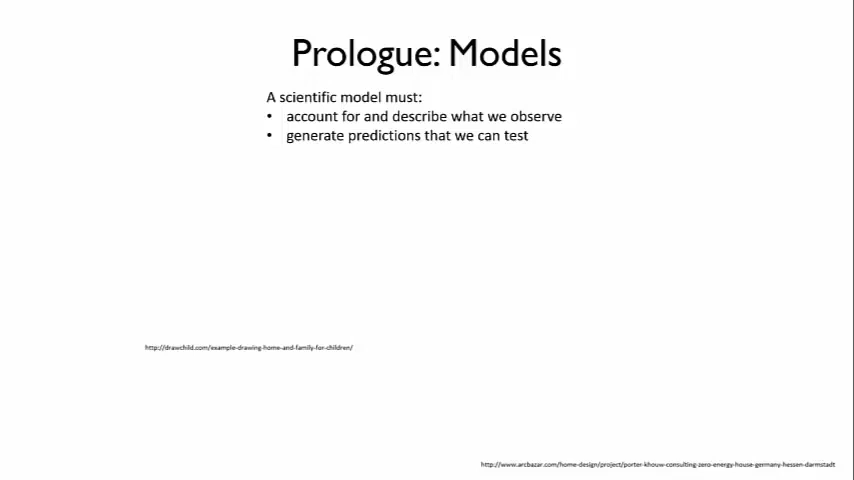 Prologue: Models
A scientific model must:
• account for and describe what we observe
• generate predictions that we can test
http://drawchild.com/example-drawing-home-and-family-for-children/
http://www.arcbazar.com/home-design/project/porter-khouw-consulting-zero-energy-house-germany-hessen-darmstadt